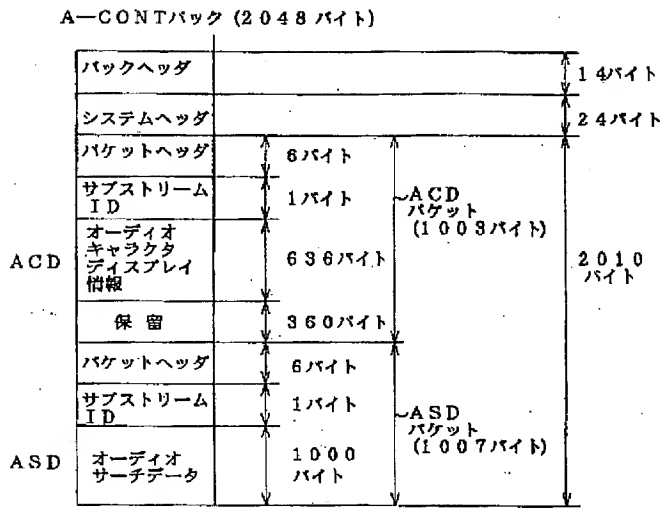 A—CONTパック (2048バイト)
パックヘッダ
14バイト
システムヘッダ
24バイト
パケットヘッダ
6バイト
サブストリーム
ID
1バイト
~ACD
パケット
(1003バイト)
ACD
オーディオ
キャラクタ
ディスプレイ
情報
636バイト
2010
バイト
保 留
360バイト
パケットヘッダ
6バイト
サブストリーム
ID
1バイト
~ASD
パケット
(1007バイト)
ASD
オーディオ
サーチデータ
1000
バイト